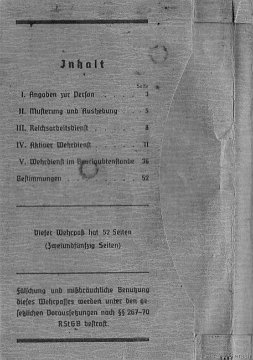 Inhalt
Seite
I. Angaben zur Person . . . . 3
II. Musterung und Aushebung . . 5
III. Reichsarbeitsdienst . . . . 8
IV. Aktiver Wehrdienst . . . . 11
V. Wehrdienst im Beurlaubtenstande 36
Bestimmungen . . . . . . . 52
Dieser Wehrpaß hat 52 Seiten
(Zweiundfünfzig Seiten)
Fälschung und mißbräuchliche Benutzung
dieses Wehrpasses werden unter den ge-
setzlichen Voraussetzungen nach §§ 267-70
RStGB bestraft.